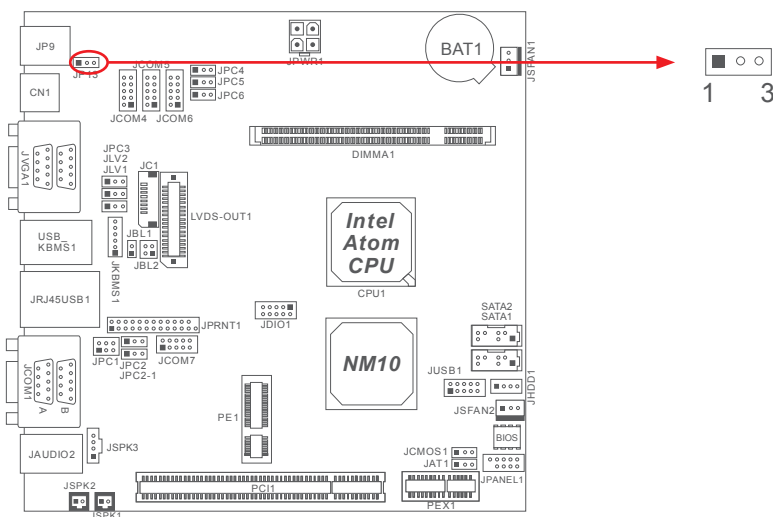 JP9
JP13
JCOM5
JPWR1
BAT1
JSFAN1
1 3
CN1
JPC4
JPC5
JPC6
JCOM4
JCOM6
DIMMA1
JVGA1
JPC3
JLV2
JLV1
JC1
LVDS-OUT1
Intel
Atom
CPU
CPU1
USB_
KBMS1
JKBMS1
JBL1
JBL2
JRJ45USB1
JPRNT1
JDIO1
SATA2
SATA1
JPC1
JPC2
JPC2-1
JCOM7
NM10
JUSB1
JHDD1
JCOM1
A
B
PE1
JSFAN2
BIOS
JAUDIO2
JSPK3
JCMOS1
JAT1
JPANEL1
JSPK2
JSPK1
PCI1
PEX1